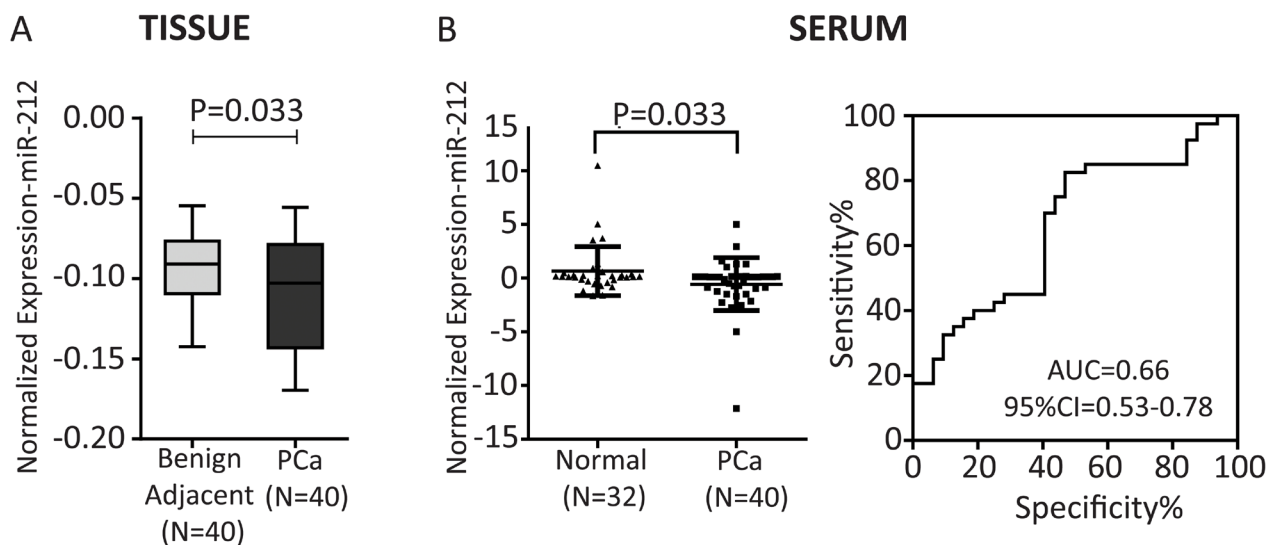 A
TISSUE
Normalized Expression-miR-212
P=0.033
0.00
-0.05
-0.10
-0.15
-0.20
Benign
Adjacent
(N=40)
PCa
(N=40)
B
SERUM
Normalized Expression-miR-212
P=0.033
15
10
5
0
-5
-10
-15
Normal
(N=32)
PCa
(N=40)
Sensitivity%
100
80
60
40
20
0
AUC=0.66
95%CI=0.53-0.78
0 20 40 60 80 100
Specificity%